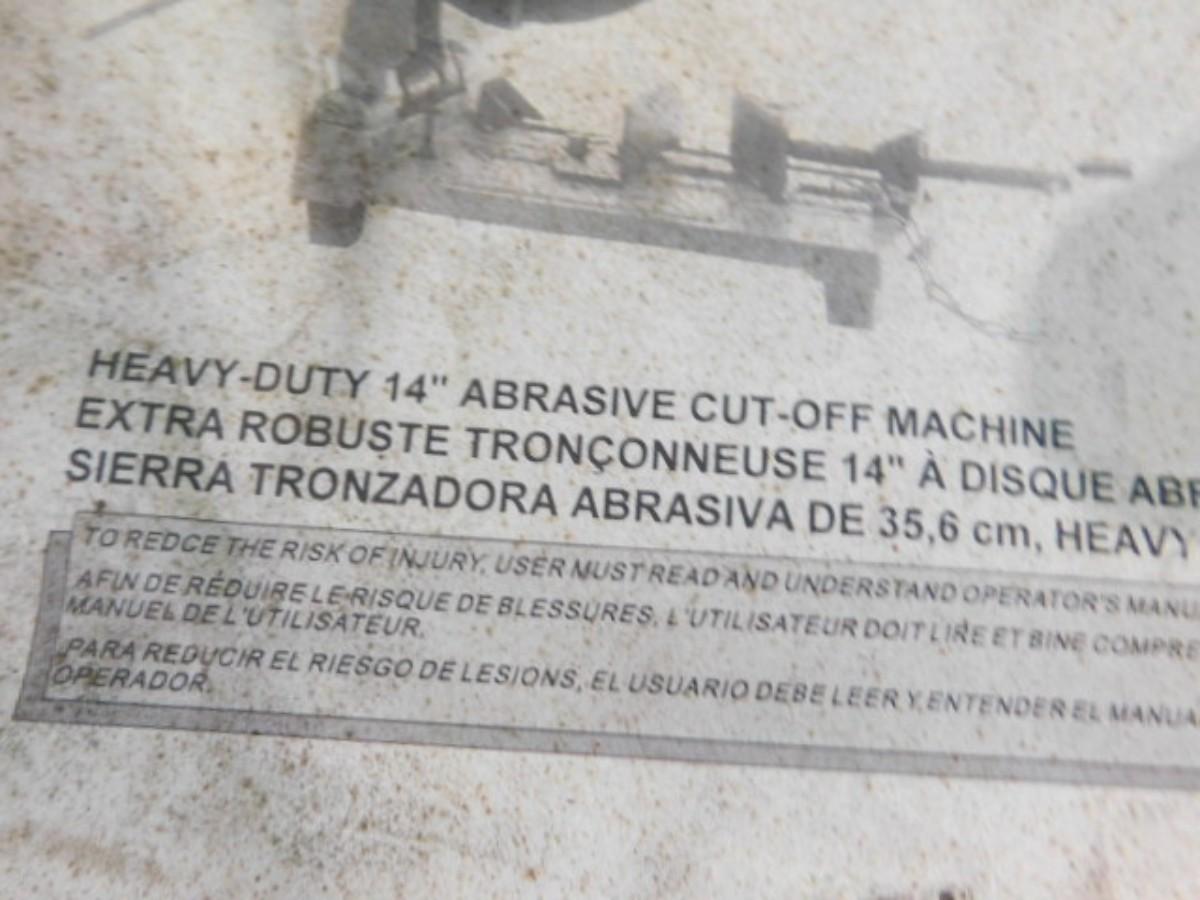 HEAVY-DUTY 14" ABRASIVE CUT-OFF MACHINE
EXTRA ROBUSTE TRONÇONNEUSE 14" À DISQUE
SIERRA TRONZADORA ABRASIVA DE 35,6 cm, HEAVY
TO REDCE THE RISK OF INJURY, USER MUST READ AND UNDERSTAND OPERATOR'S
AFIN DE RÉDUIRE LE RISQUE DE BLESSURES, L'UTILISATEUR DOIT LIRE ET BINE
MANUEL DE L'UTILISATEUR.
PARA REDUCIR EL RIESGO DE LESIONS, EL USUARIO DEBE LEER Y ENTENDER EL
OPERADOR.